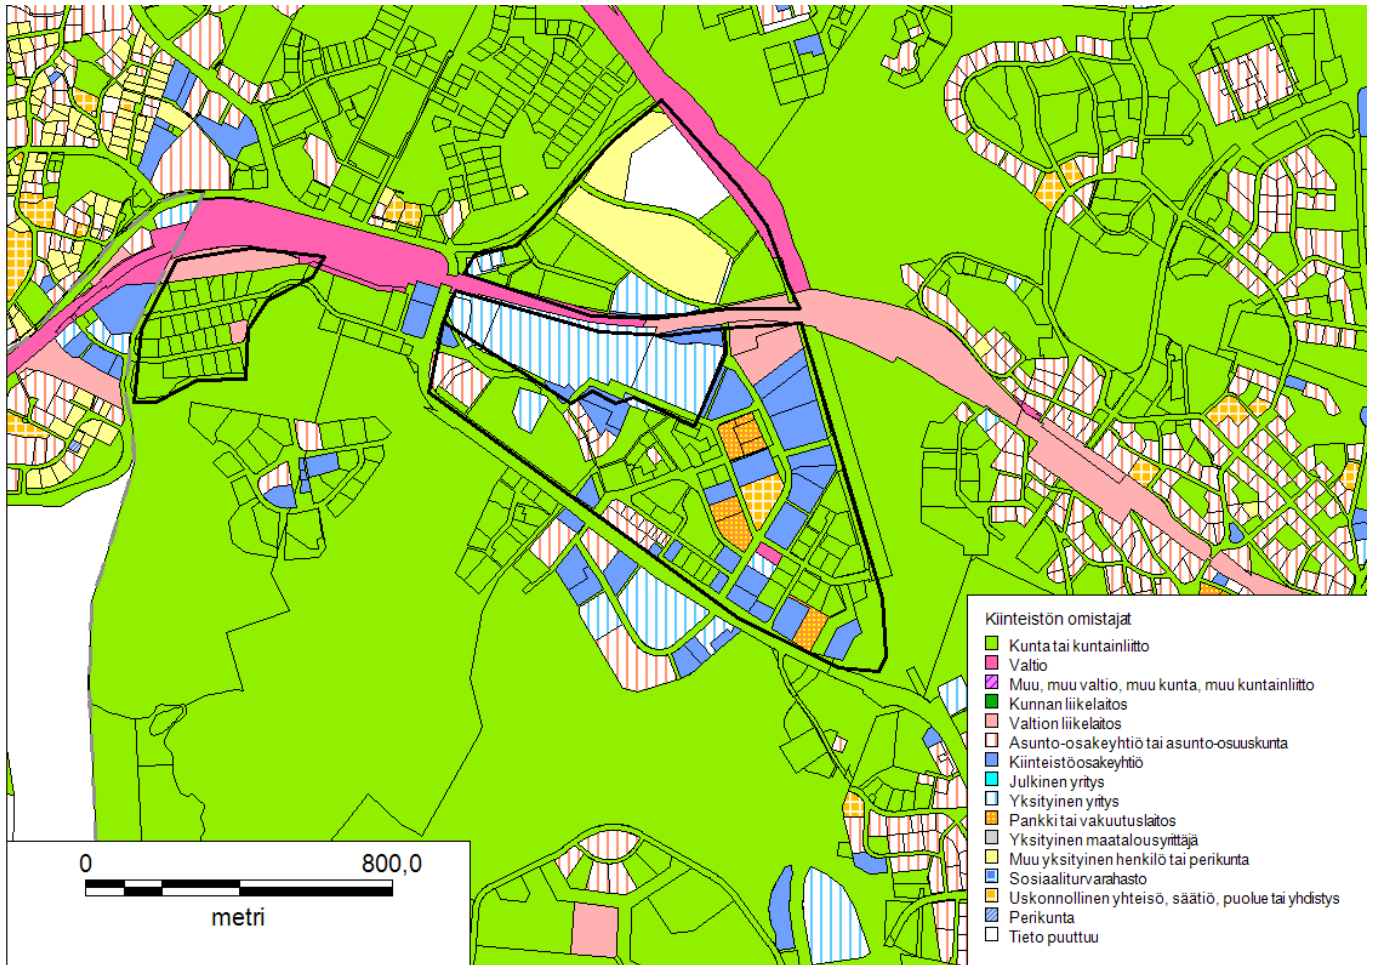 Kiinteistön omistajat
Kunta tai kuntainliitto
Valtio
Muu, muu valtio, muu kunta, muu kuntainliitto
Kunnan liikelaitos
Valtion liikelaitos
Asunto-osakeyhtiö tai asunto-osuuskunta
Kiinteistöosakeyhtiö
Julkinen yritys
Yksityinen yritys
Pankki tai vakuutuslaitos
Yksityinen maatalousyrittäjä
Muu yksityinen henkilö tai perikunta
Sosiaaliturvarahasto
Uskonnollinen yhteisö, säätiö, puolue tai yhdistys
Perikunta
Tieto puuttuu
0 800,0
metri